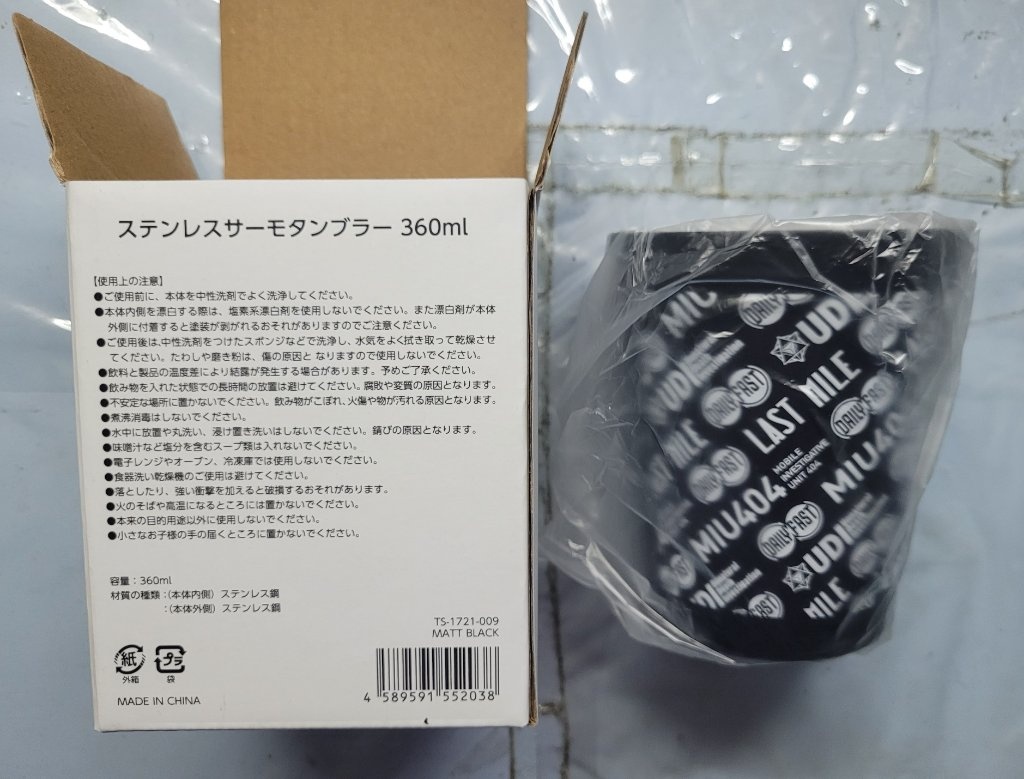 ステンレスサーモタンブラー 360ml
【使用上の注意】
●ご使用前に、本体を中性洗剤でよく洗浄してください。
●本体内側を漂白する際は、塩素系漂白剤を使用しないでください。また漂白剤が本体
外側に付着すると塗装が剥がれるおそれがありますのでご注意ください。
●ご使用後は、中性洗剤をつけたスポンジなどで洗浄し、水気をよく拭き取って乾燥させ
てください。たわしや磨き粉は、傷の原因と なりますので使用しないでください。
●飲料と製品の温度差により結露が発生する場合があります。予めご了承ください。
●飲み物を入れた状態での長時間の放置は避けてください。腐敗や変質の原因となります。
●不安定な場所に置かないでください。飲み物がこぼれ、火傷や物が汚れる原因となります。
●煮沸消毒はしないでください。
●水中に放置や丸洗い、浸け置き洗いはしないでください。錆びの原因となります。
●味噌汁など塩分を含むスープ類は入れないでください。
●電子レンジやオーブン、冷凍庫では使用しないでください。
●食器洗い乾燥機のご使用は避けてください。
●落としたり、強い衝撃を加えると破損するおそれがあります。
●火のそばや高温になるところには置かないでください。
●本来の目的用途以外に使用しないでください。
●小さなお子様の手の届くところに置かないでください。
容量：360ml
材質の種類：（本体内側）ステンレス鋼
：（本体外側）ステンレス鋼
TS-1721-009
MATT BLACK
紙
外箱
プラ
袋
4 589591 552038
MADE IN CHINA
MIU
DAILY FAST
UDI
DAILY FAST
LAST MILE
DAILY FAST
MILE
MIU404
MOBILE
INVESTIGATIVE
UNIT 404
MIU40
DAILY FAST
UDI
UDI
FAST
MILE